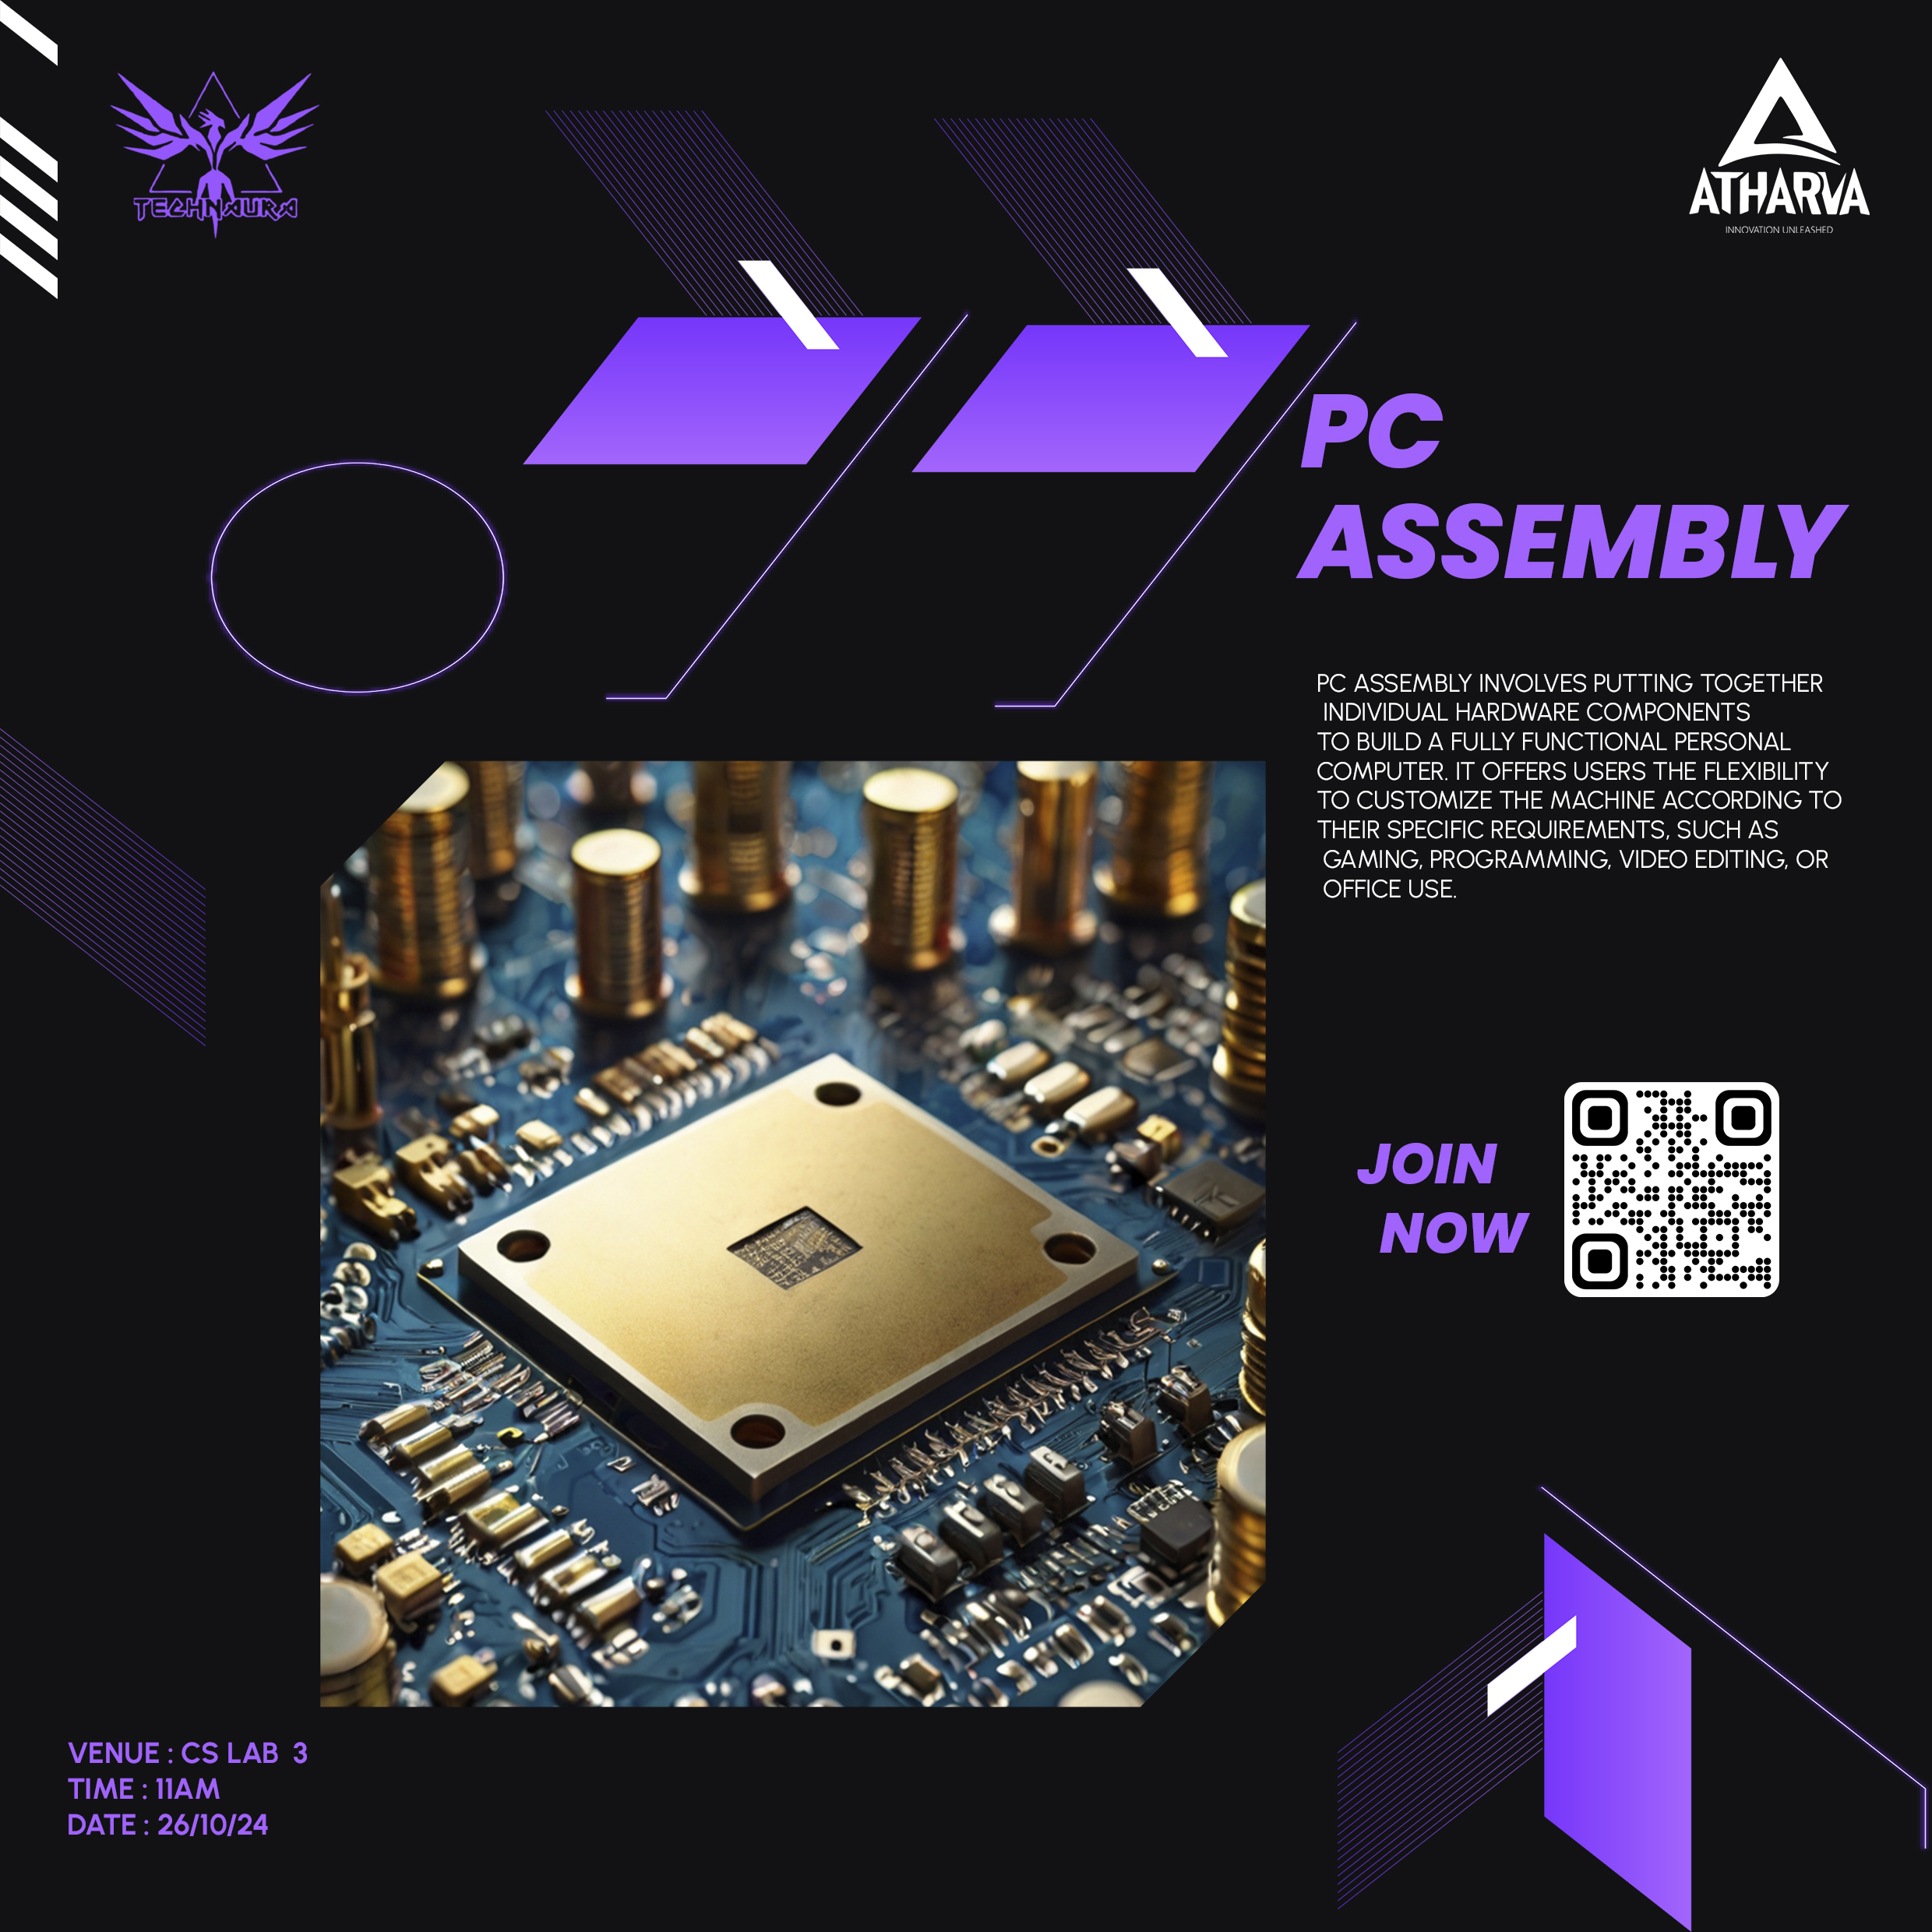 TECHNAURA
ATHARVA
INNOVATION UNLEASHED
PC
ASSEMBLY
PC ASSEMBLY INVOLVES PUTTING TOGETHER
INDIVIDUAL HARDWARE COMPONENTS
TO BUILD A FULLY FUNCTIONAL PERSONAL
COMPUTER. IT OFFERS USERS THE FLEXIBILITY
TO CUSTOMIZE THE MACHINE ACCORDING TO
THEIR SPECIFIC REQUIREMENTS, SUCH AS
GAMING, PROGRAMMING, VIDEO EDITING, OR
OFFICE USE.
JOIN
NOW
VENUE : CS LAB 3
TIME : 11AM
DATE : 26/10/24